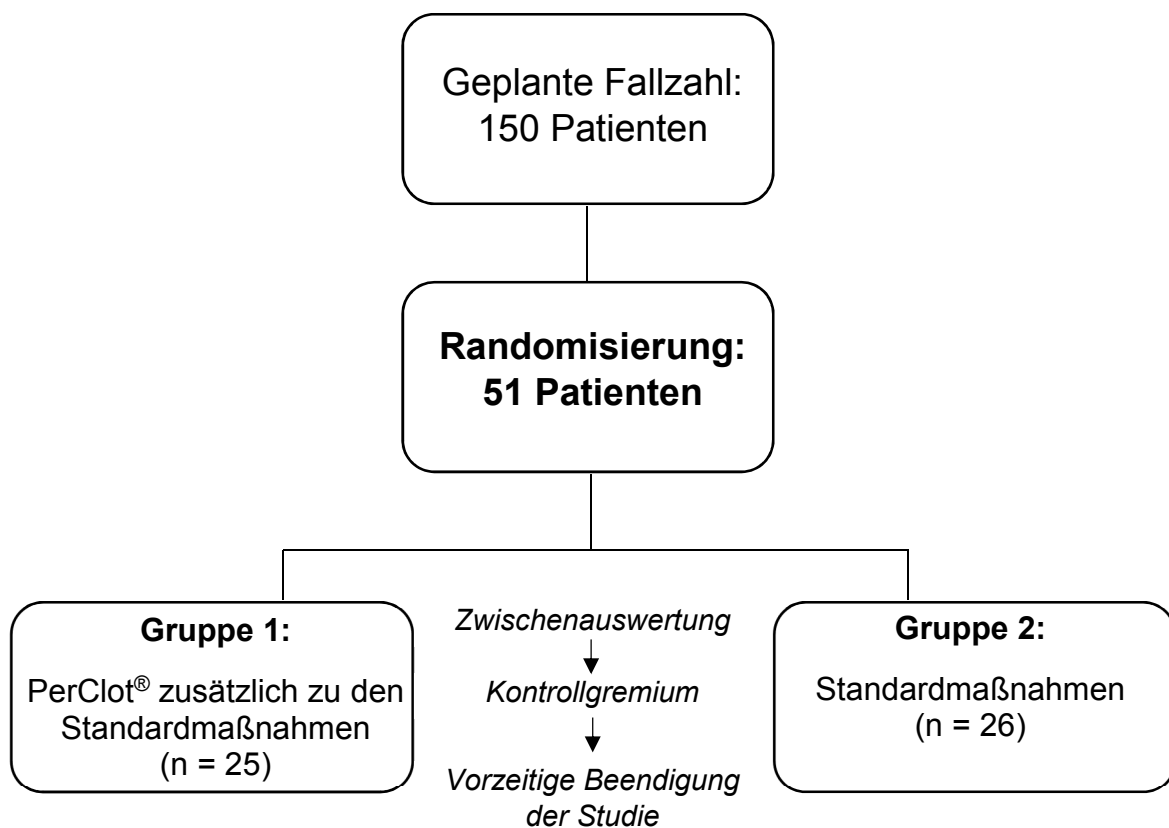 Geplante Fallzahl:
150 Patienten
Randomisierung:
51 Patienten
Gruppe 1:
PerClot® zusätzlich zu den
Standardmaßnahmen
(n = 25)
Zwischenauswertung
Kontrollgremium
Vorzeitige Beendigung
der Studie
Gruppe 2:
Standardmaßnahmen
(n = 26)